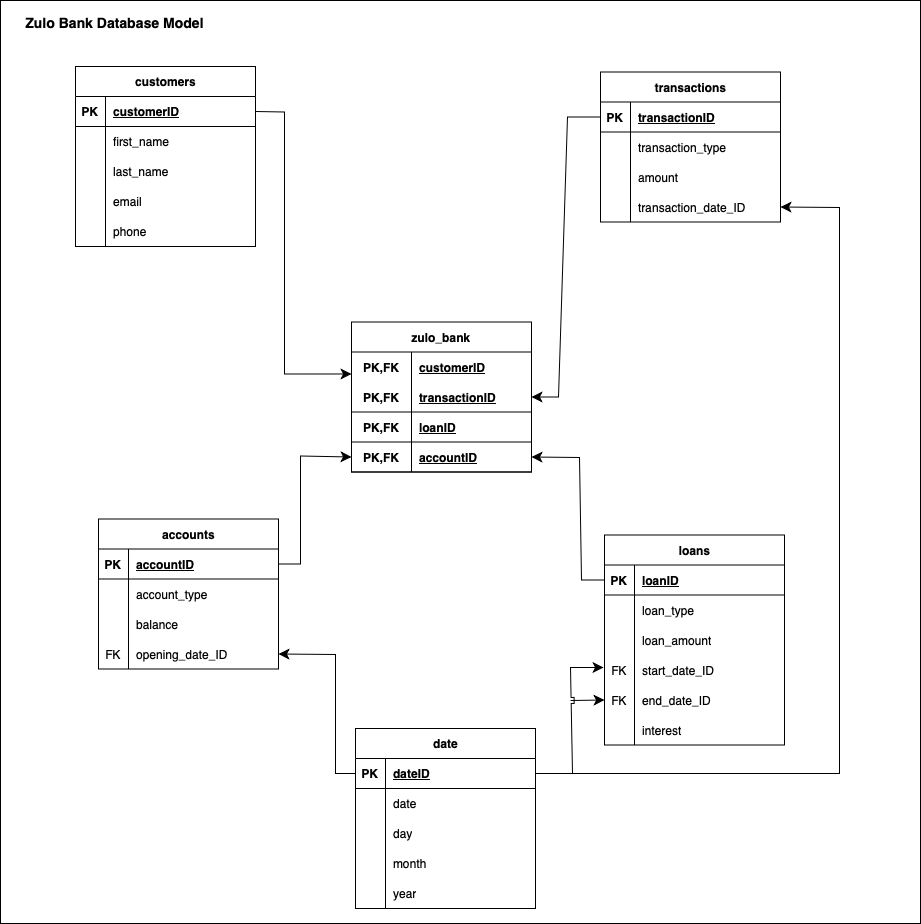 Zulo Bank Database Model
customers
PK customerID
first_name
last_name
email
phone
transactions
PK transactionID
transaction_type
amount
transaction_date_ID
zulo_bank
PK,FK customerID
PK,FK transactionID
PK,FK loanID
PK,FK accountID
accounts
PK accountID
account_type
balance
FK opening_date_ID
loans
PK loanID
loan_type
loan_amount
FK start_date_ID
FK end_date_ID
interest
date
PK dateID
date
day
month
year